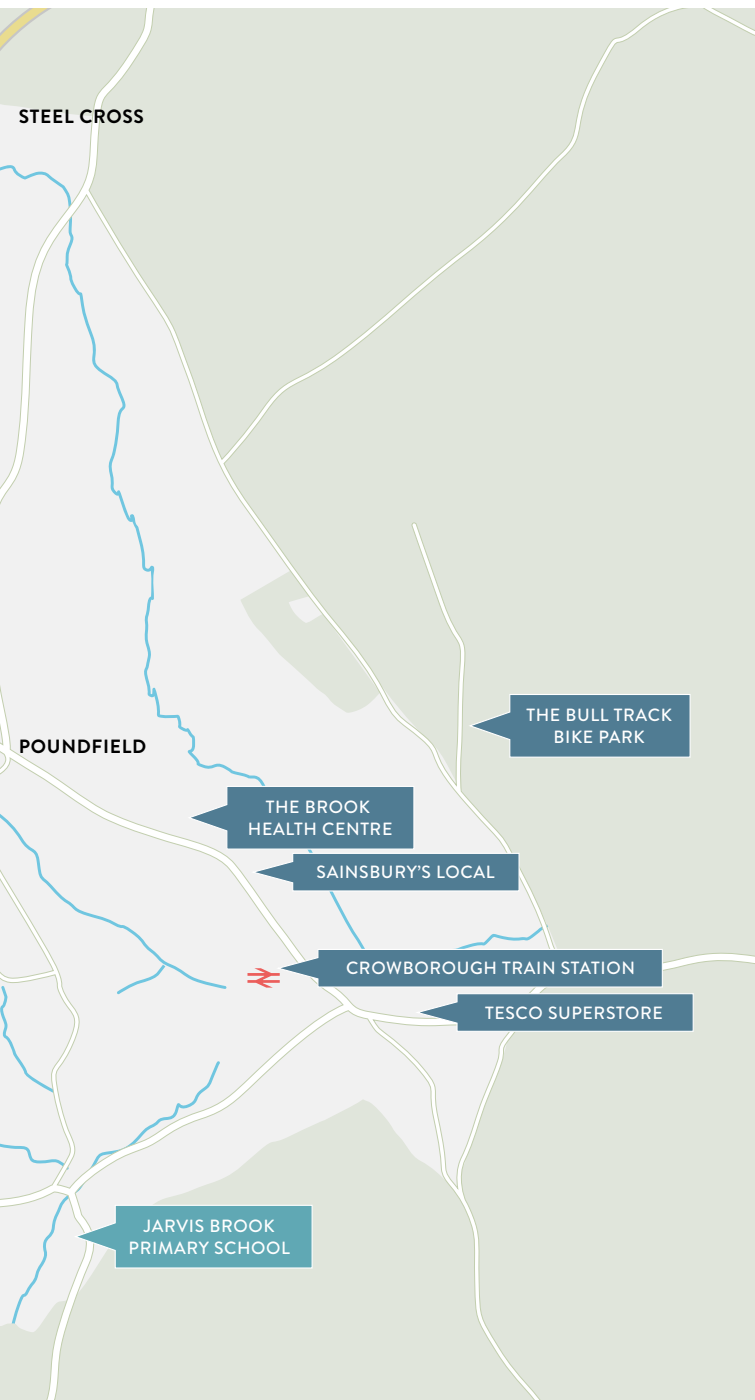 STEEL CROSS
THE BULL TRACK
BIKE PARK
POUNDFIELD
THE BROOK
HEALTH CENTRE
SAINSBURY'S LOCAL
CROWBOROUGH TRAIN STATION
TESCO SUPERSTORE
JARVIS BROOK
PRIMARY SCHOOL